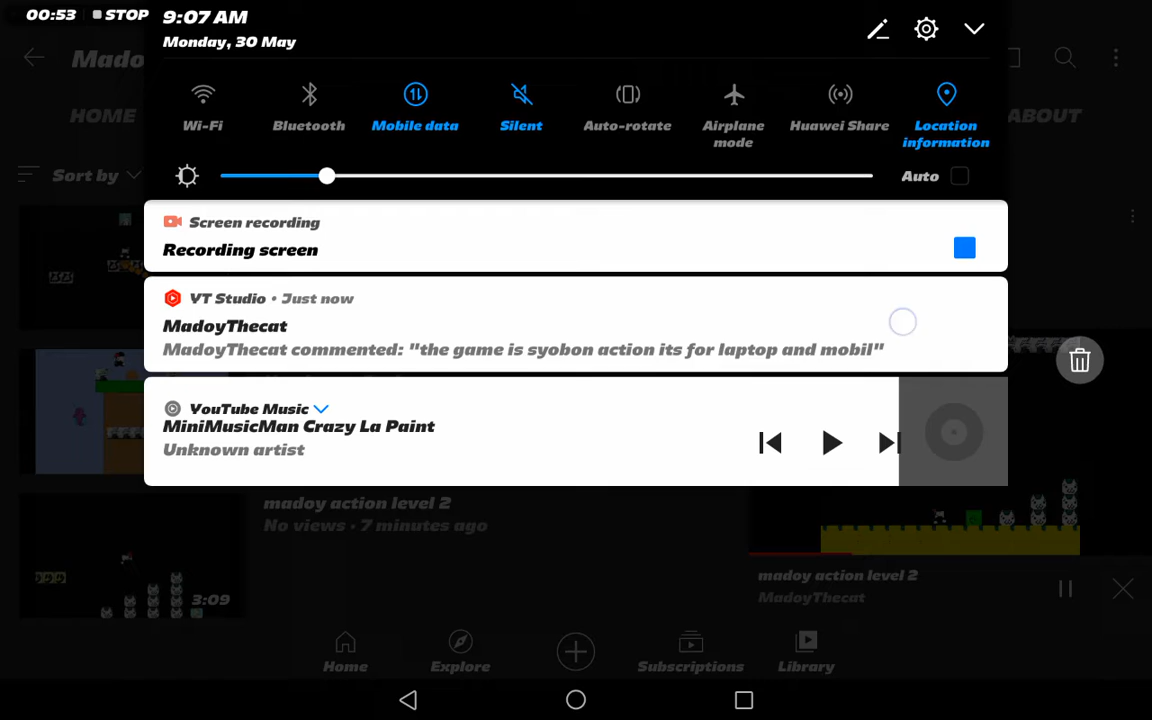 00:53 STOP
9:07 AM
Monday, 30 May
Mado
HOME
ABOUT
Wi-Fi
Bluetooth
Mobile data
Silent
Auto-rotate
Airplane mode
Huawei Share
Location information
Sort by
Auto
Screen recording
Recording screen
YT Studio • Just now
MadoyThecat
MadoyThecat commented: "the game is syobon action its for laptop and mobil"
YouTube Music
MiniMusicMan Crazy La Paint
Unknown artist
madoy action level 2
No views • 7 minutes ago
3:09
madoy action level 2
MadoyThecat
Home
Explore
Subscriptions
Library